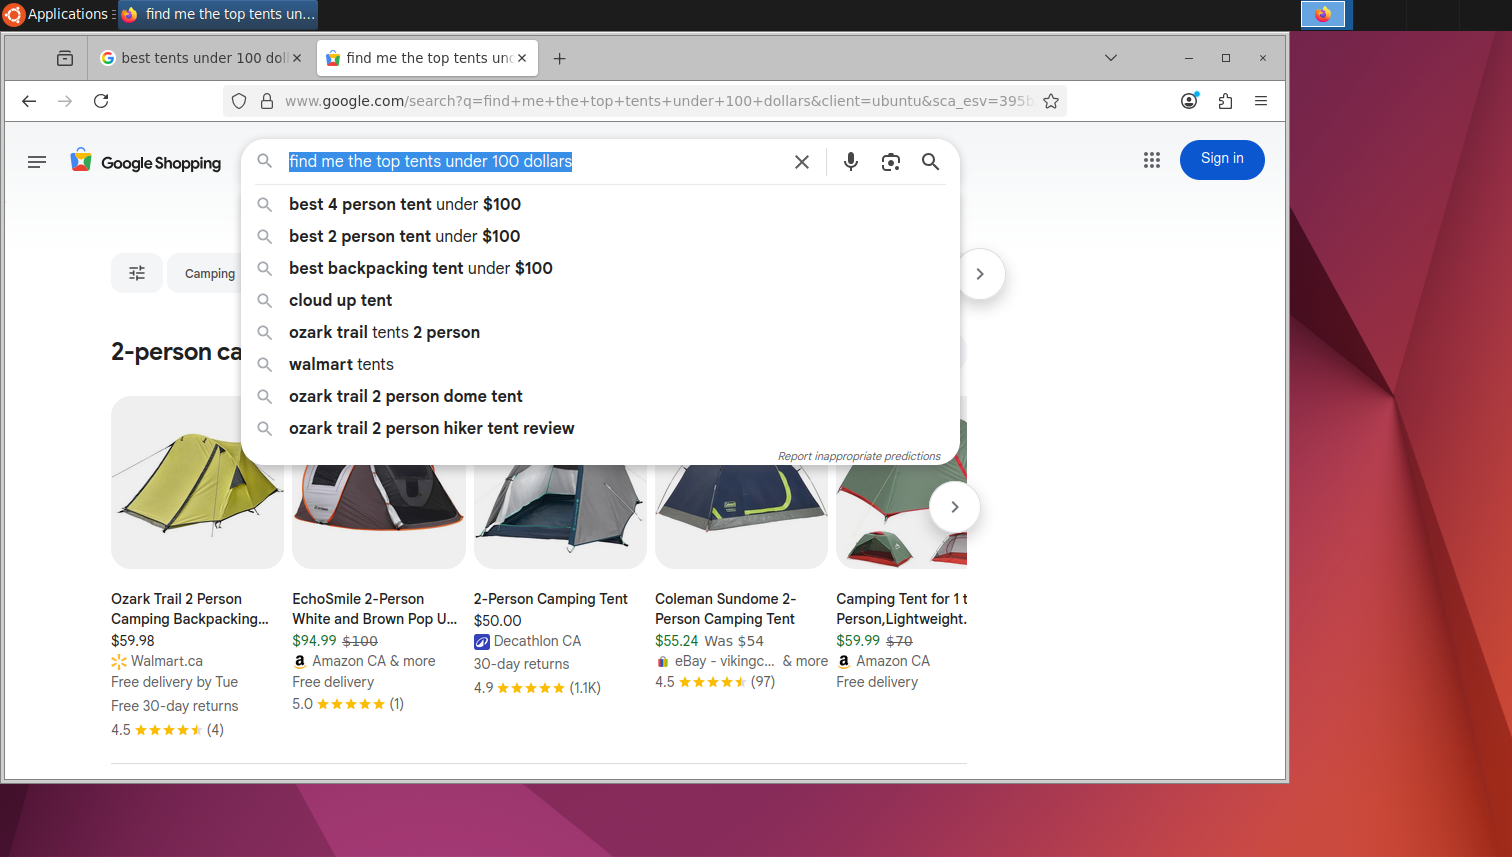 Applications
find me the top tents un...
best tents under 100 doll
find me the top tents und
www.google.com/search?q=find+me+the+top+tents+under+100+dollars&client=ubuntu&sca_esv=395b
Google Shopping
find me the top tents under 100 dollars
Sign in
best 4 person tent under $100
best 2 person tent under $100
best backpacking tent under $100
cloud up tent
ozark trail tents 2 person
walmart tents
ozark trail 2 person dome tent
ozark trail 2 person hiker tent review
Report inappropriate predictions
Camping
2-person ca
Ozark Trail 2 Person
Camping Backpacking...
$59.98
Walmart.ca
Free delivery by Tue
Free 30-day returns
4.5 (4)
EchoSmile 2-Person
White and Brown Pop U...
$94.99 $100
Amazon CA & more
Free delivery
5.0 (1)
2-Person Camping Tent
$50.00
Decathlon CA
30-day returns
4.9 (1.1K)
Coleman Sundome 2-
Person Camping Tent
$55.24 Was $54
eBay - vikingc... & more
4.5 (97)
Camping Tent for 1 t
Person,Lightweight.
$59.99 $70
Amazon CA
Free delivery